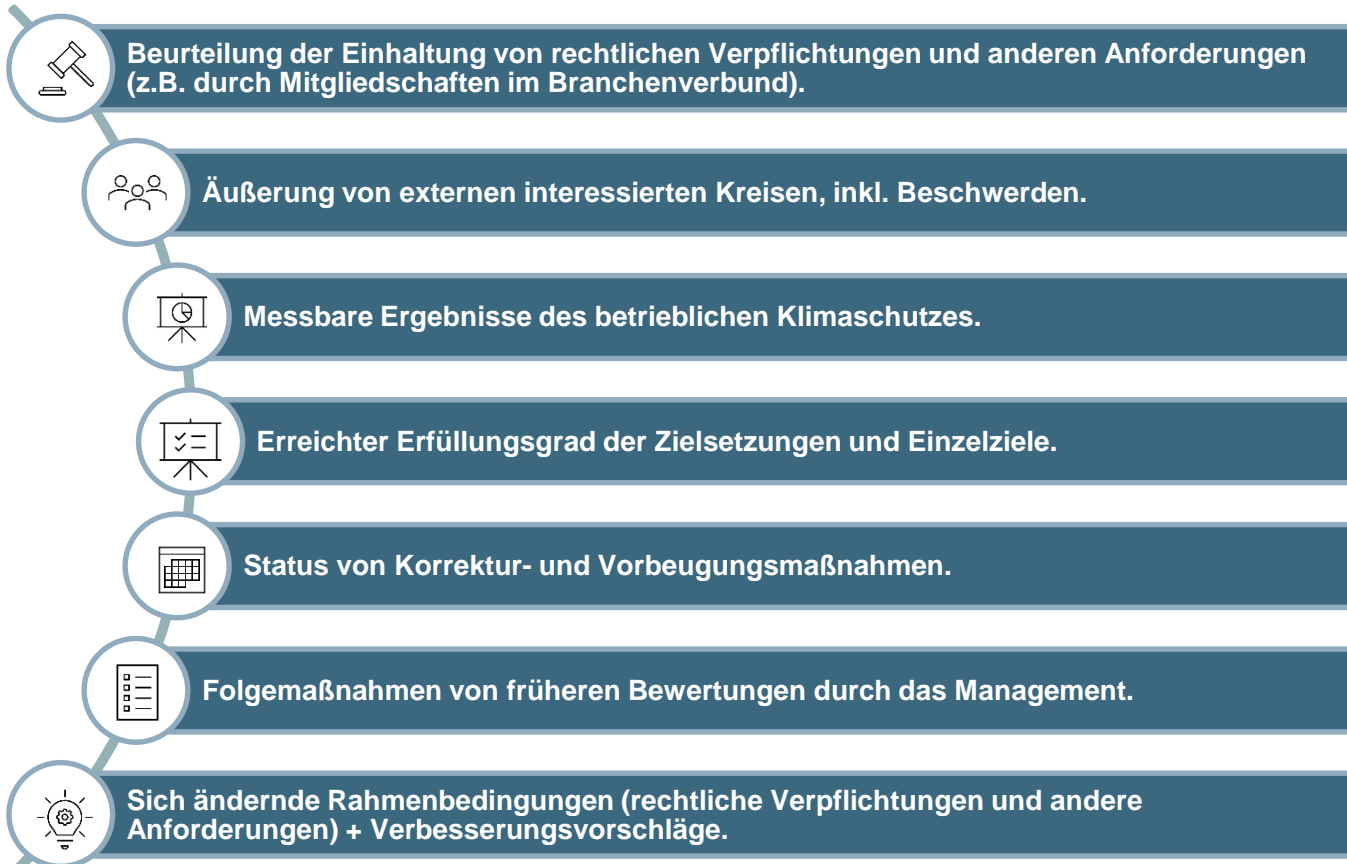 Beurteilung der Einhaltung von rechtlichen Verpflichtungen und anderen Anforderungen
(z.B. durch Mitgliedschaften im Branchenverbund).
Äußerung von externen interessierten Kreisen, inkl. Beschwerden.
Messbare Ergebnisse des betrieblichen Klimaschutzes.
Erreichter Erfüllungsgrad der Zielsetzungen und Einzelziele.
Status von Korrektur- und Vorbeugungsmaßnahmen.
Folgemaßnahmen von früheren Bewertungen durch das Management.
Sich ändernde Rahmenbedingungen (rechtliche Verpflichtungen und andere
Anforderungen) + Verbesserungsvorschläge.